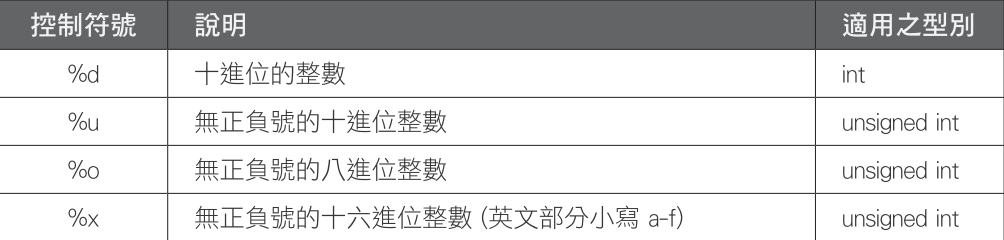 控制符號 說明 適用之型別
%d 十進位的整數 int
%u 無正負號的十進位整數 unsigned int
%o 無正負號的八進位整數 unsigned int
%x 無正負號的十六進位整數 (英文部分小寫 a-f) unsigned int